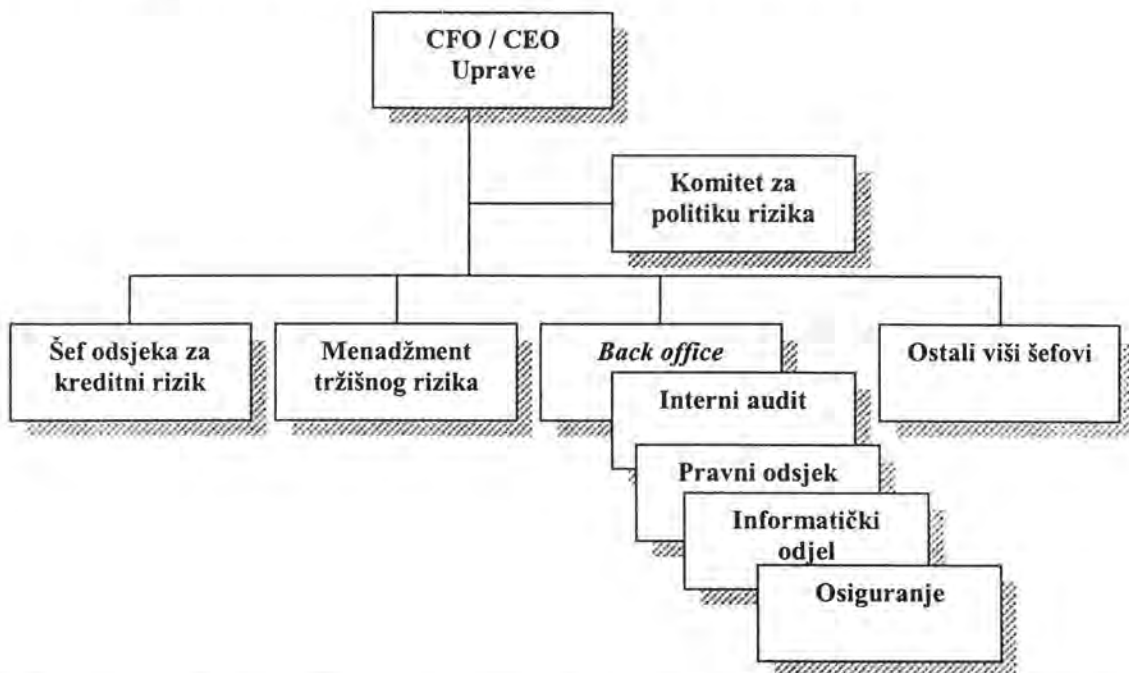 CFO / CEO
Uprave
Komitet za
politiku rizika
Šef odsjeka za
kreditni rizik
Menadžment
tržišnog rizika
Back office
Ostali viši šefovi
Interni audit
Pravni odsjek
Informatički
odjel
Osiguranje